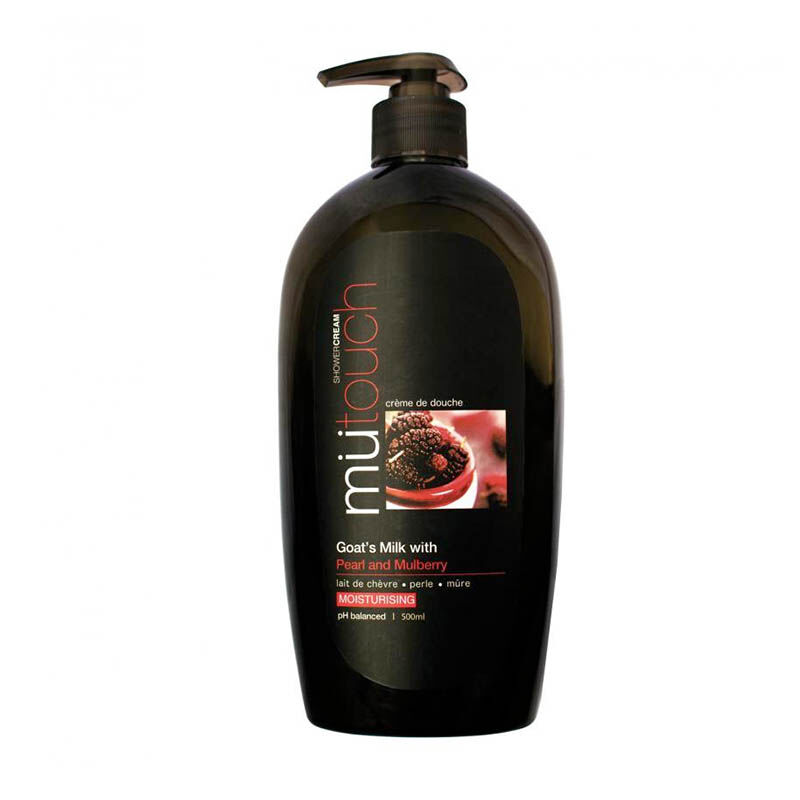 SHOWERCREAM
mütouch
crème de douche
Goat's Milk with
Pearl and Mulberry
lait de chèvre • perle • mûre
MOISTURISING
pH balanced | 500ml